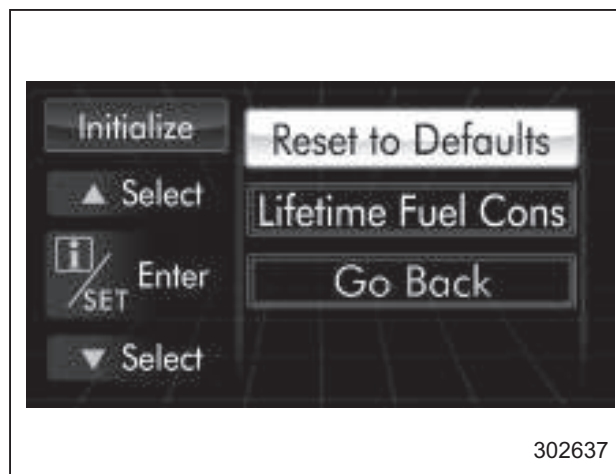 Initialize
▲ Select
i/SET Enter
▼ Select
Reset to Defaults
Lifetime Fuel Cons
Go Back
302637